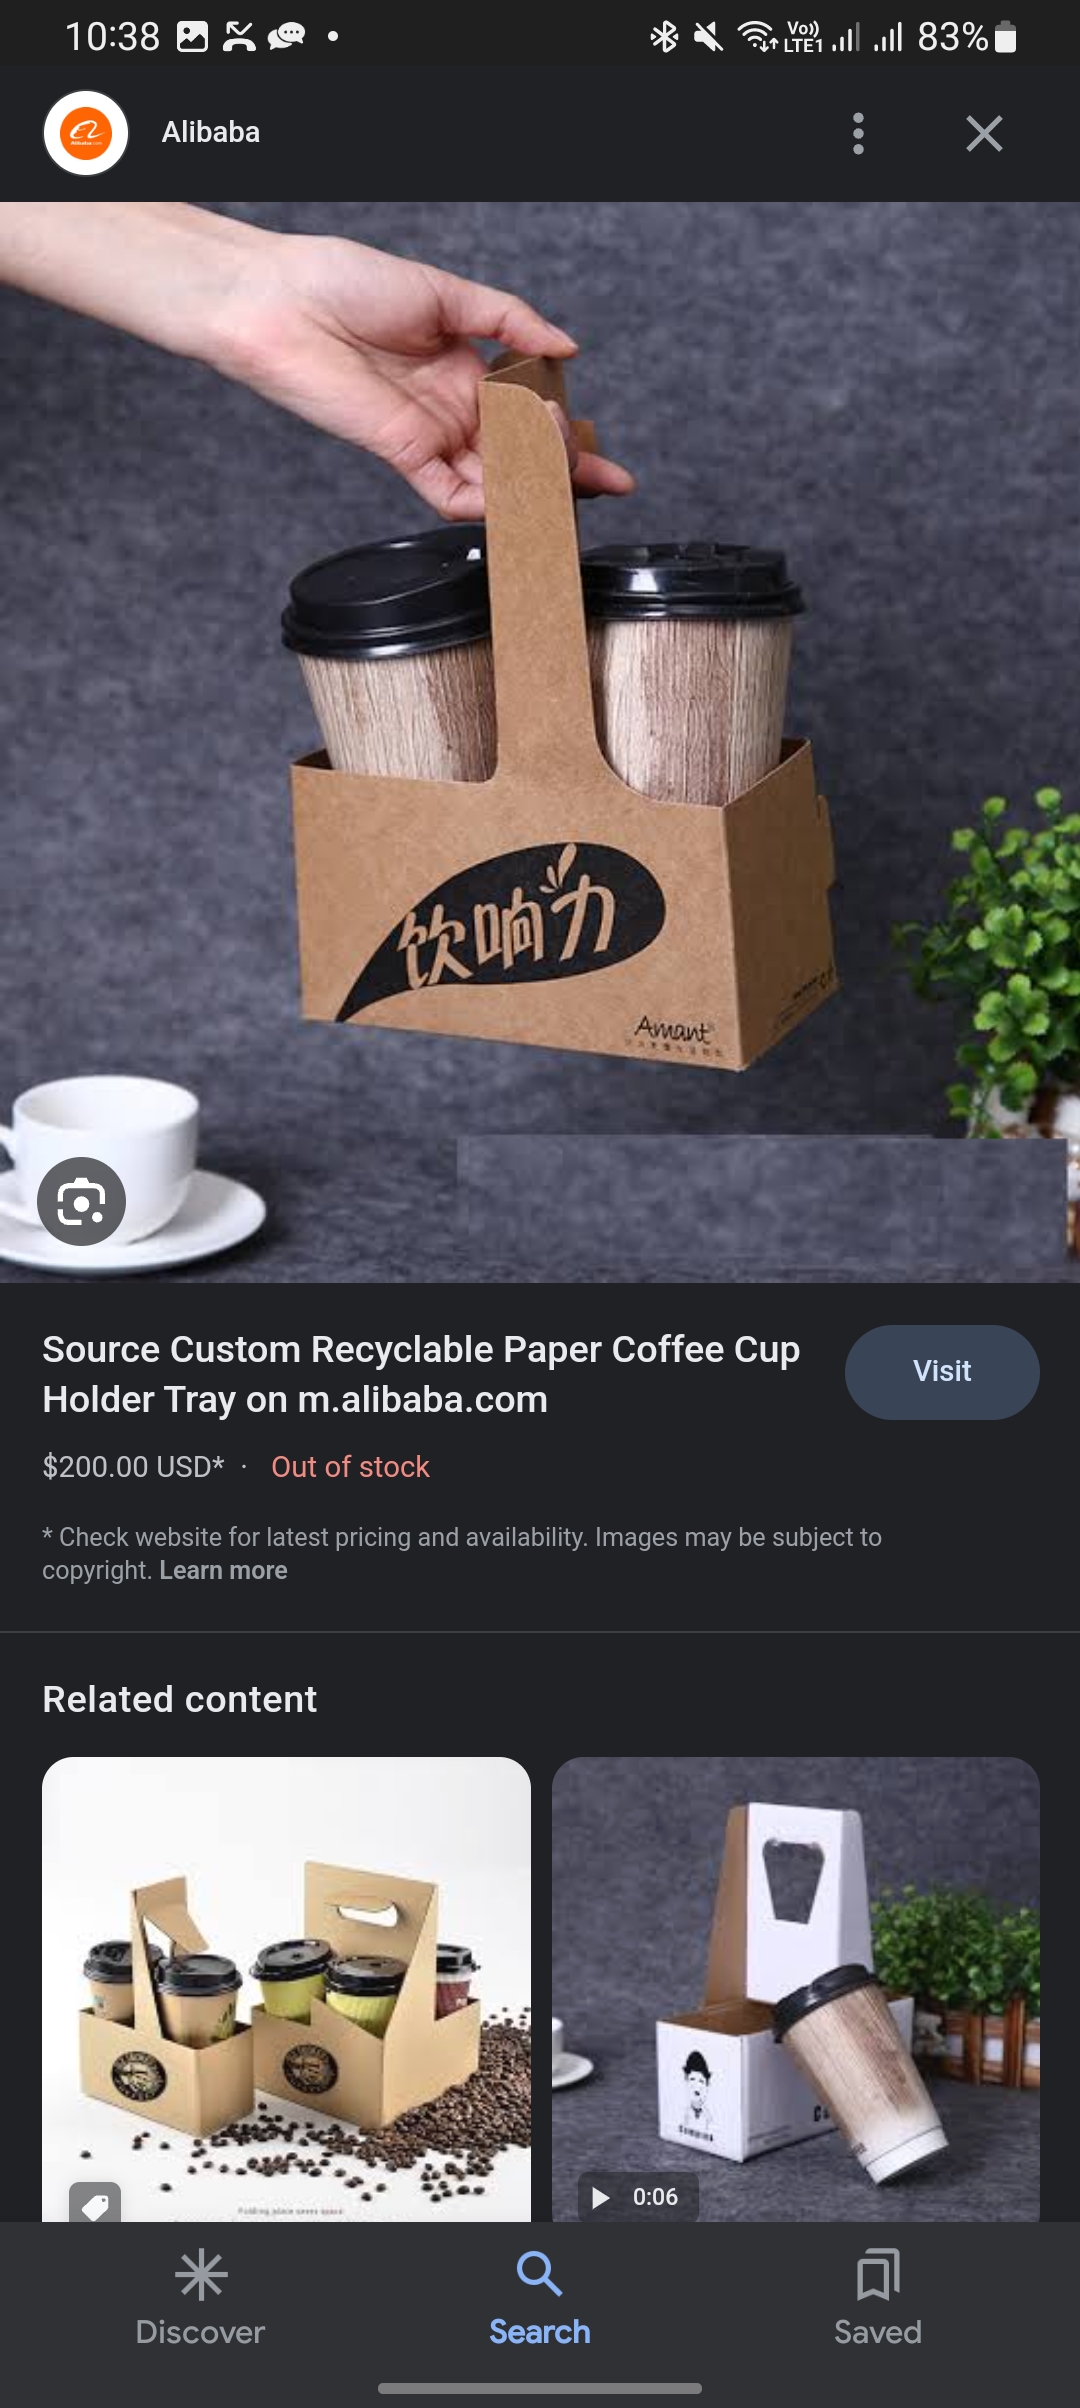 10:38
Vo))
LTE1
83%
Alibaba
饮响力
Amant
Source Custom Recyclable Paper Coffee Cup
Holder Tray on m.alibaba.com
Visit
$200.00 USD* · Out of stock
* Check website for latest pricing and availability. Images may be subject to
copyright. Learn more
Related content
0:06
Discover
Search
Saved